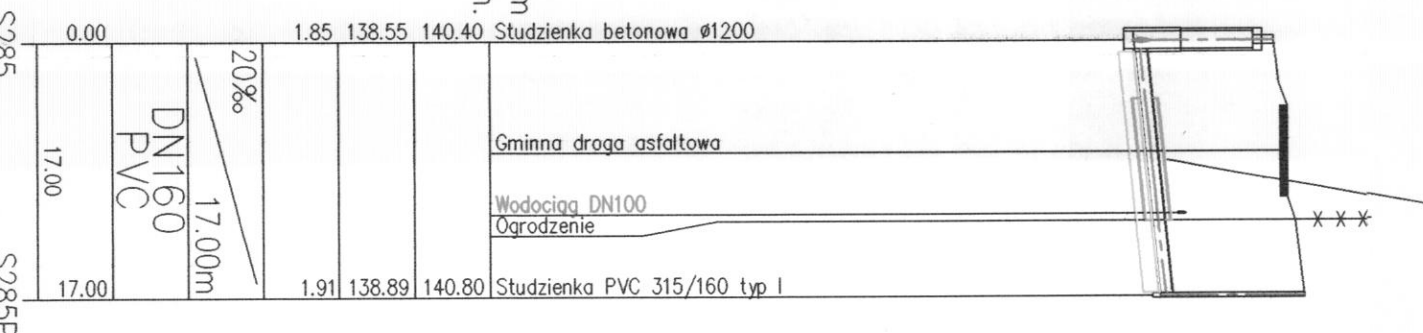 S285
0.00
1.85 138.55 140.40 Studzienka betonowa ø1200
20‰
17.00
DN160
PVC
17.00m
Gminna droga asfaltowa
Wodociąg DN100
Ogrodzenie
17.00
1.91 138.89 140.80 Studzienka PVC 315/160 typ I